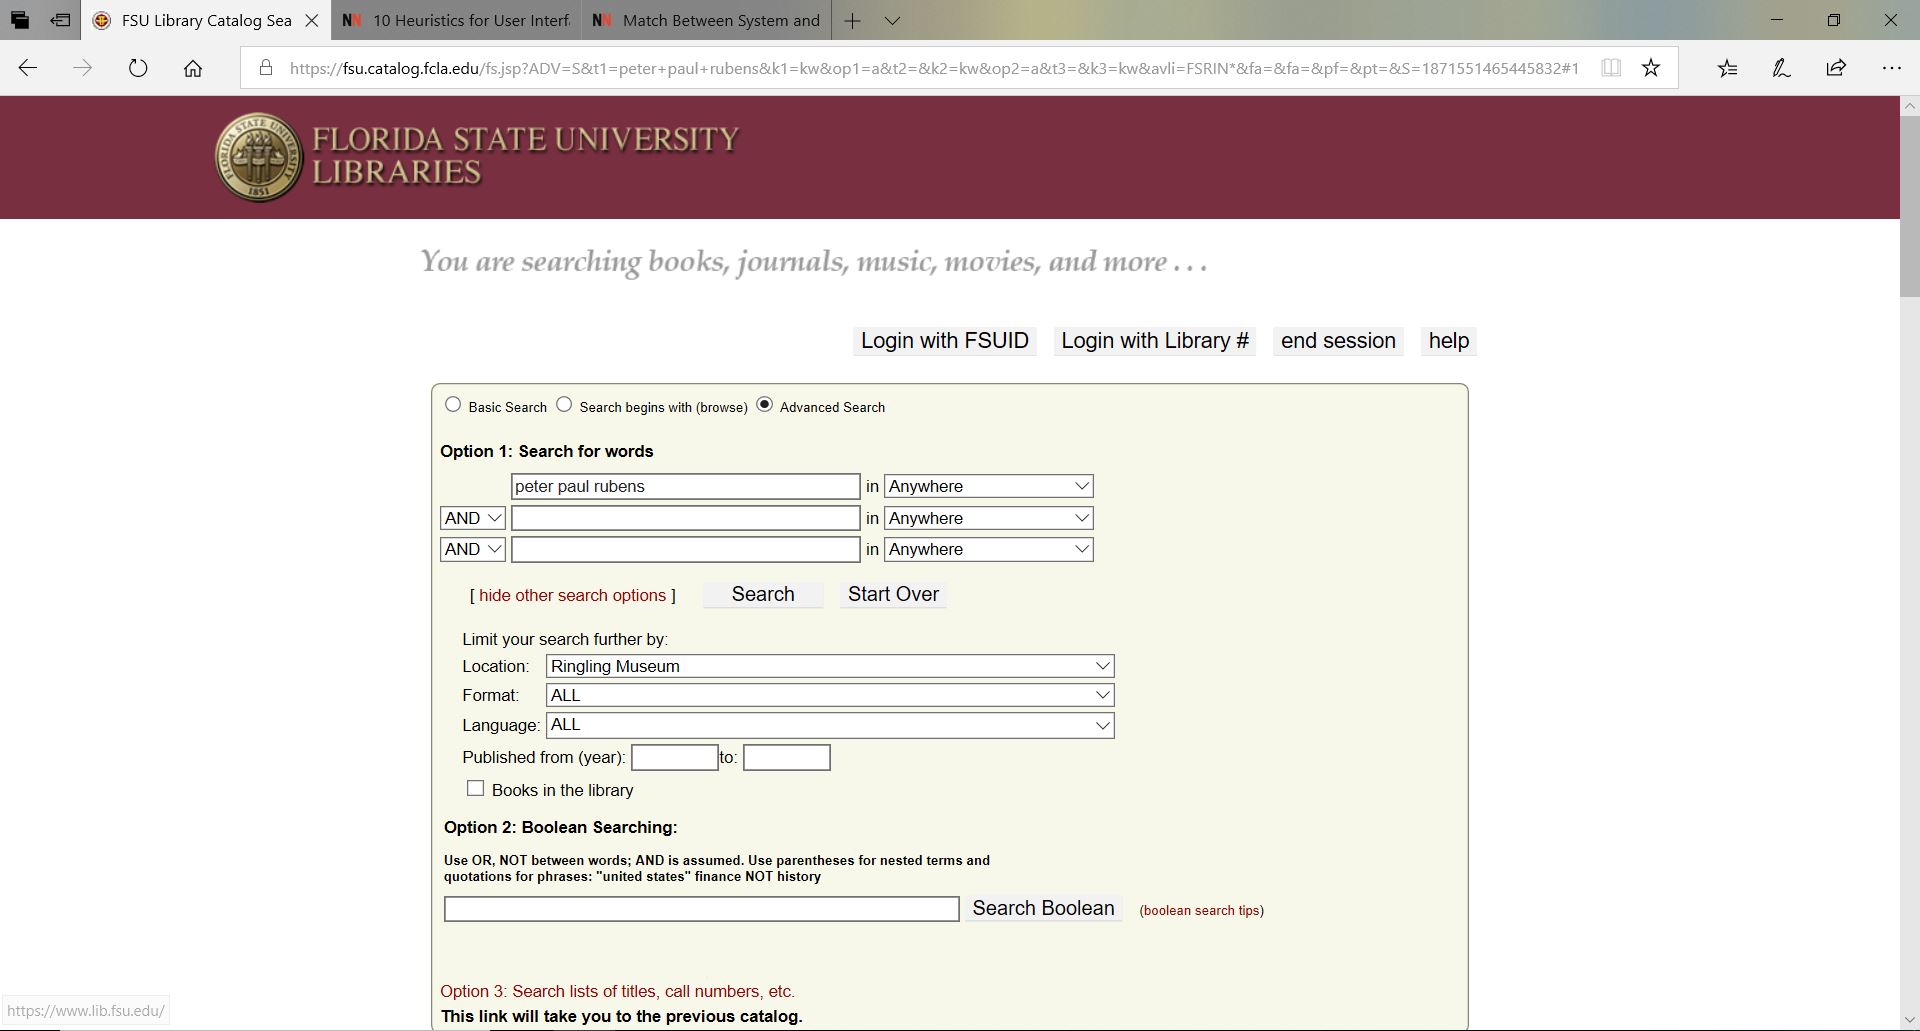 FSU Library Catalog Sea
NN 10 Heuristics for User Interf
NN Match Between System and
https://fsu.catalog.fcla.edu/fs.jsp?ADV=S&t1=peter+paul+rubens&k1=kw&op1=a&t2=&k2=kw&op2=a&t3=&k3=kw&avli=FSRIN*&fa=&fa=&pf=&pt=&S=1871551465445832#1
FLORIDA STATE UNIVERSITY
LIBRARIES
FLORIDA STATE UNIVERSITY
1851
You are searching books, journals, music, movies, and more . . .
Login with FSUID Login with Library # end session help
Basic Search Search begins with (browse) Advanced Search
Option 1: Search for words
peter paul rubens in Anywhere
AND in Anywhere
AND in Anywhere
[ hide other search options ] Search Start Over
Limit your search further by:
Location: Ringling Museum
Format: ALL
Language: ALL
Published from (year): to:
Books in the library
Option 2: Boolean Searching:
Use OR, NOT between words; AND is assumed. Use parentheses for nested terms and
quotations for phrases: "united states" finance NOT history
Search Boolean (boolean search tips)
Option 3: Search lists of titles, call numbers, etc.
This link will take you to the previous catalog.
https://www.lib.fsu.edu/